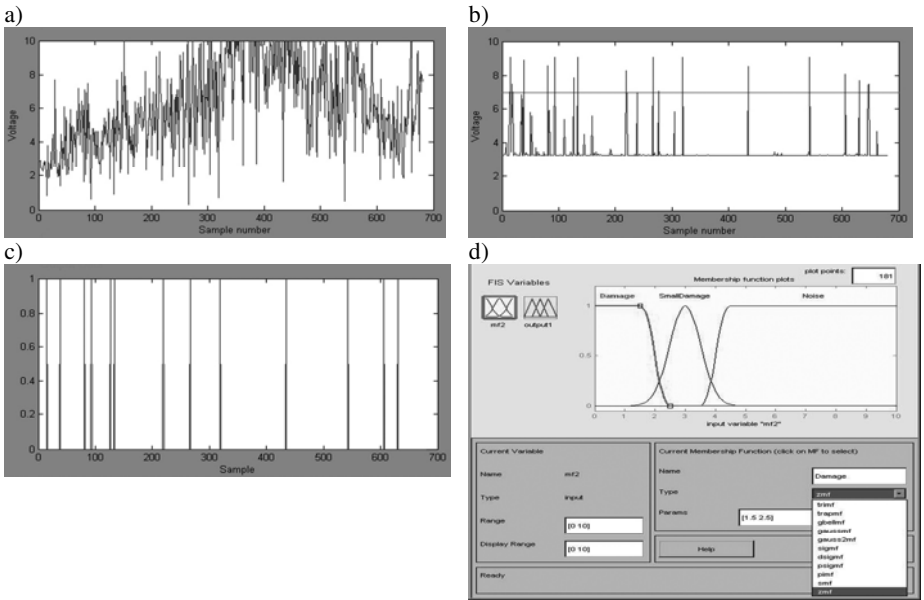 a)
10
8
6
4
2
0
Voltage
0 100 200 300 400 500 600 700
Sample number
b)
10
8
6
4
2
0
Voltage
0 100 200 300 400 500 600 700
Sample number
c)
1
0.8
0.6
0.4
0.2
0
0 100 200 300 400 500 600 700
Sample
d)
FIS Variables
mf2 output1
Membership function plots
plot points: 181
Damage SmallDamage Noise
1
0.5
0
0 1 2 3 4 5 6 7 8 9 10
input variable "mf2"
Current Variable
Name mf2
Type input
Range [0 10]
Display Range [0 10]
Current Membership Function (click on MF to select)
Name Damage
Type zmf
Params [1.5 2.5]
trimf
trapmf
gbellmf
gaussmf
gauss2mf
sigmf
dsigmf
psigmf
pimf
smf
zmf
Help
Ready